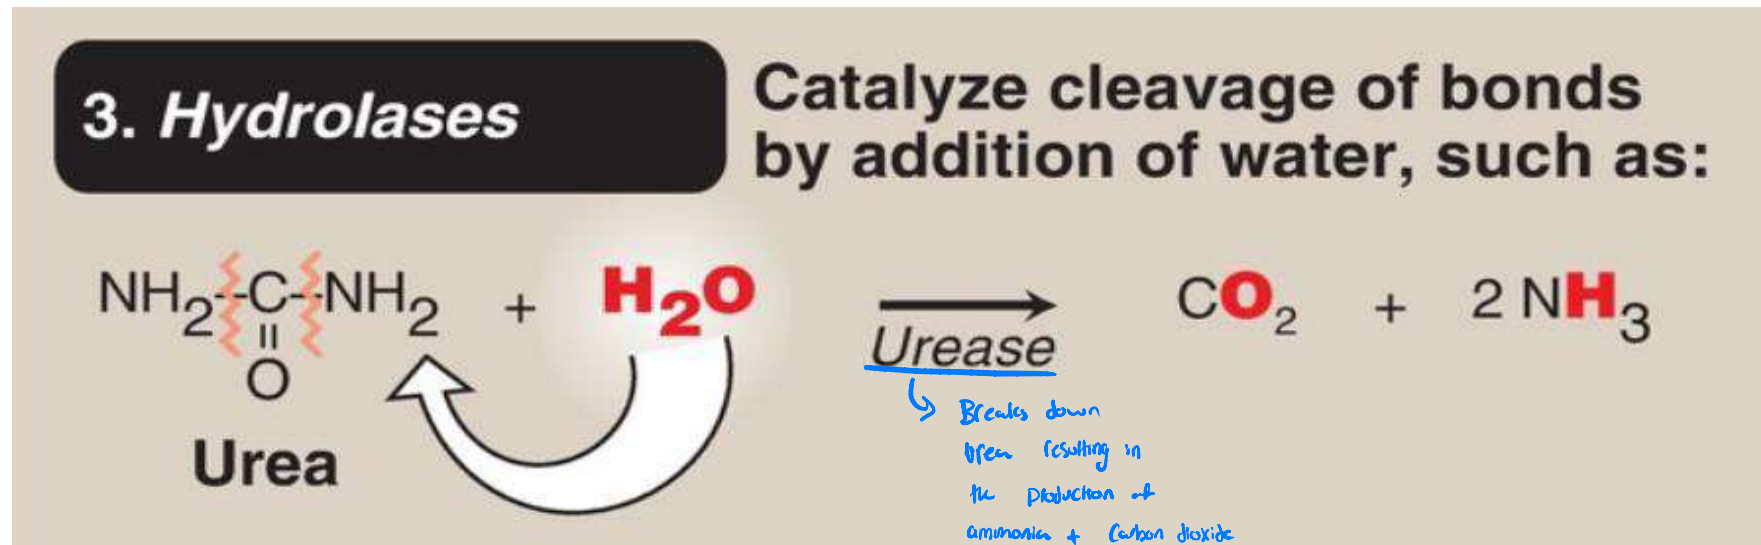 3. Hydrolases
Catalyze cleavage of bonds
by addition of water, such as:
NH₂-C-NH₂ + H₂O → CO₂ + 2 NH₃
=
O
Urease
Urea
Breaks down
urea resulting in
the production of
ammonia + Carbon dioxide